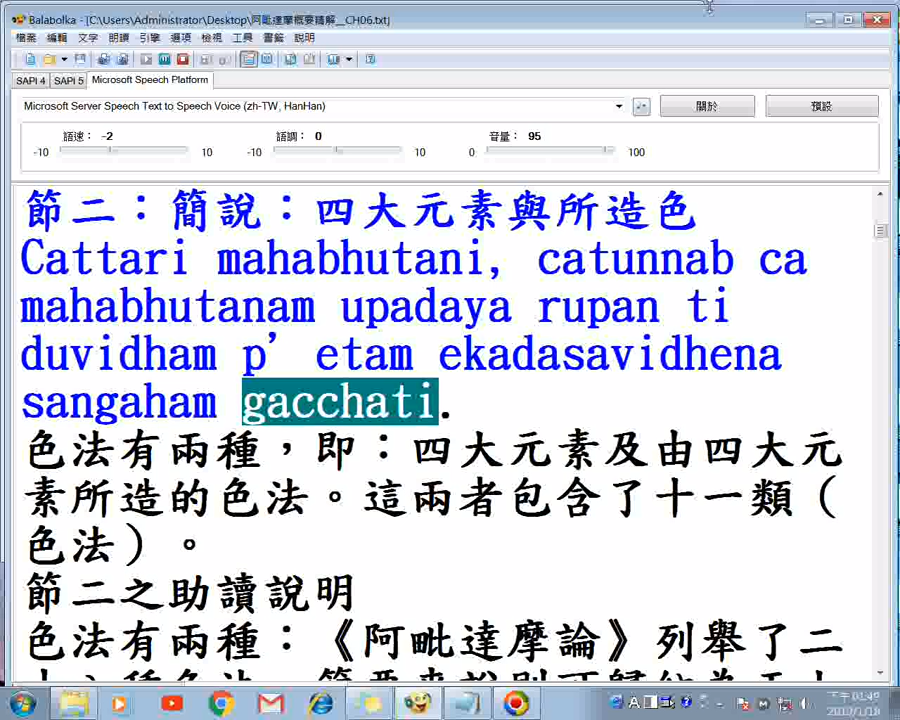 Balabolka - [C:\Users\Administrator\Desktop\阿毗達摩概要精解__CH06.txt]
檔案 編輯 文字 朗讀 引擎 選項 檢視 工具 書籤 說明
SAPI 4 SAPI 5 Microsoft Speech Platform
Microsoft Server Speech Text to Speech Voice (zh-TW, HanHan) 關於 預設
語速： -2 語調： 0 音量： 95
-10 10 -10 10 0 100
節二：簡說：四大元素與所造色
Cattari mahabhutani, catunnab ca
mahabhutanam upadaya rupan ti
duvidham p’ etam ekadasavidhena
sangaham gacchati.
色法有兩種，即：四大元素及由四大元
素所造的色法。這兩者包含了十一類（
色法）。
節二之助讀說明
色法有兩種：《阿毗達摩論》列舉了二